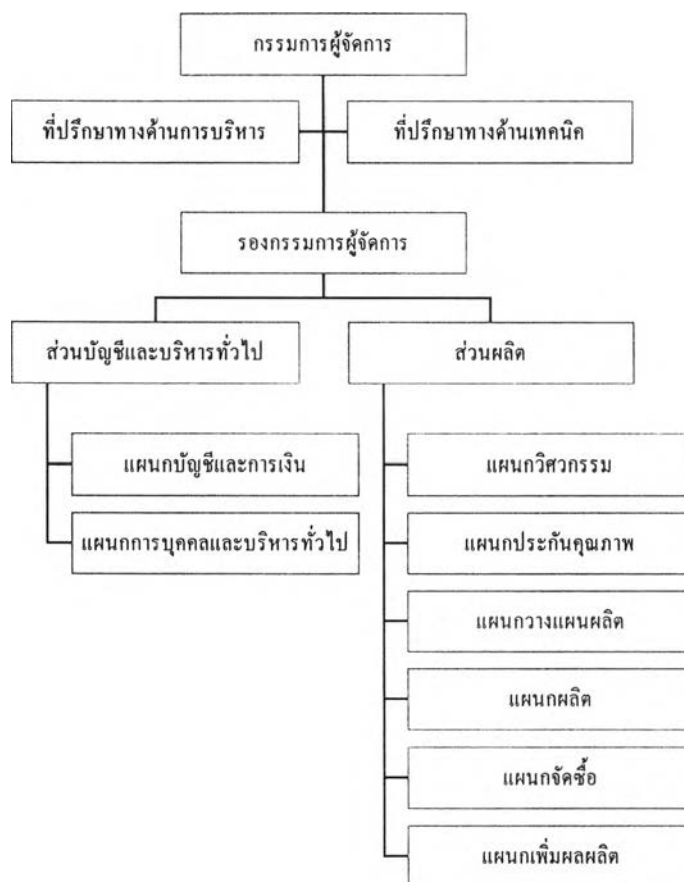 กรรมการผู้จัดการ
ที่ปรึกษาทางด้านการบริหาร
ที่ปรึกษาทางด้านเทคนิค
รองกรรมการผู้จัดการ
ส่วนบัญชีและบริหารทั่วไป
ส่วนผลิต
แผนกบัญชีและการเงิน
แผนกการบุคคลและบริหารทั่วไป
แผนกวิศวกรรม
แผนกประกันคุณภาพ
แผนกวางแผนผลิต
แผนกผลิต
แผนกจัดซื้อ
แผนกเพิ่มผลผลิต